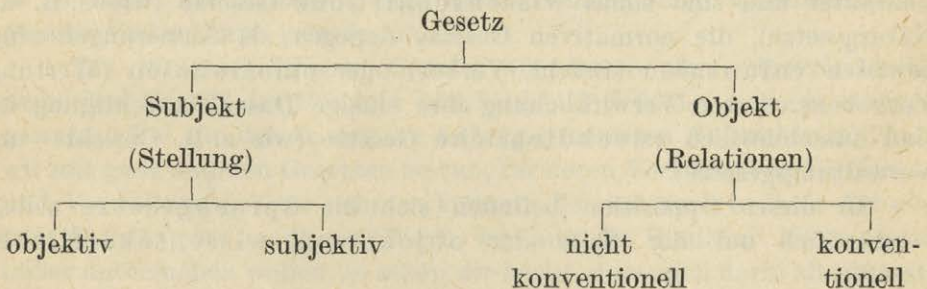 Gesetz
Subjekt Objekt
(Stellung) (Relationen)
objektiv subjektiv nicht konven-
konventionell tionell